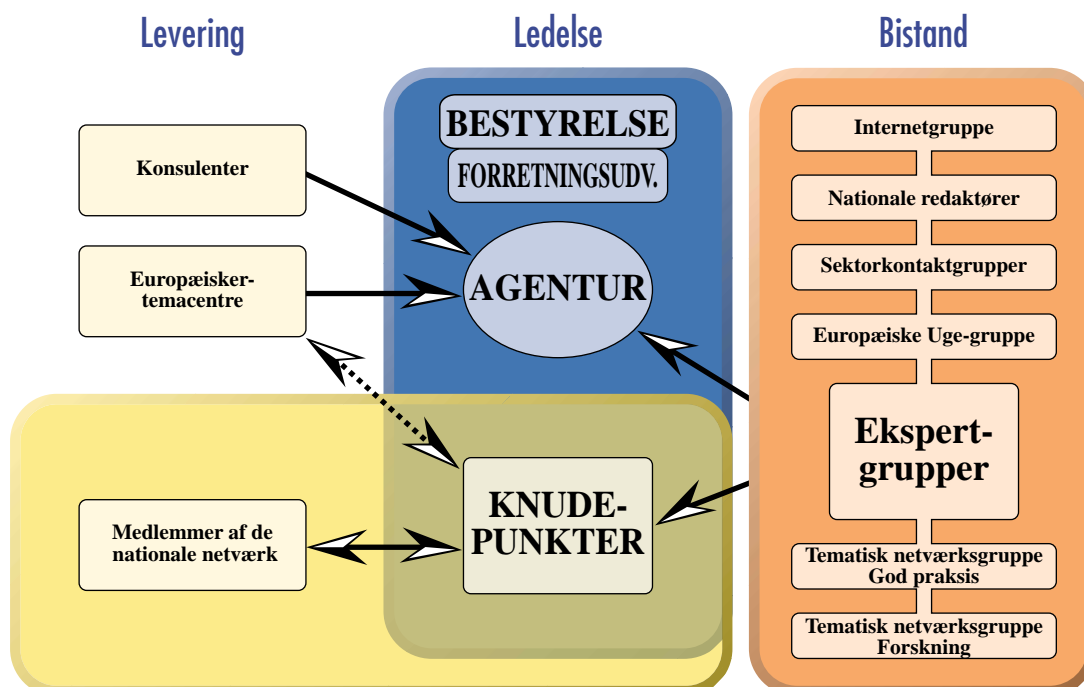 Levering
Ledelse
Bistand
Konsulenter
Europæisker-
temacentre
Medlemmer af de
nationale netværk
BESTYRELSE
FORRETNINGSUDV.
AGENTUR
KNUDE-
PUNKTER
Internetgruppe
Nationale redaktører
Sektorkontaktgrupper
Europæiske Uge-gruppe
Ekspert-
grupper
Tematisk netværksgruppe
God praksis
Tematisk netværksgruppe
Forskning